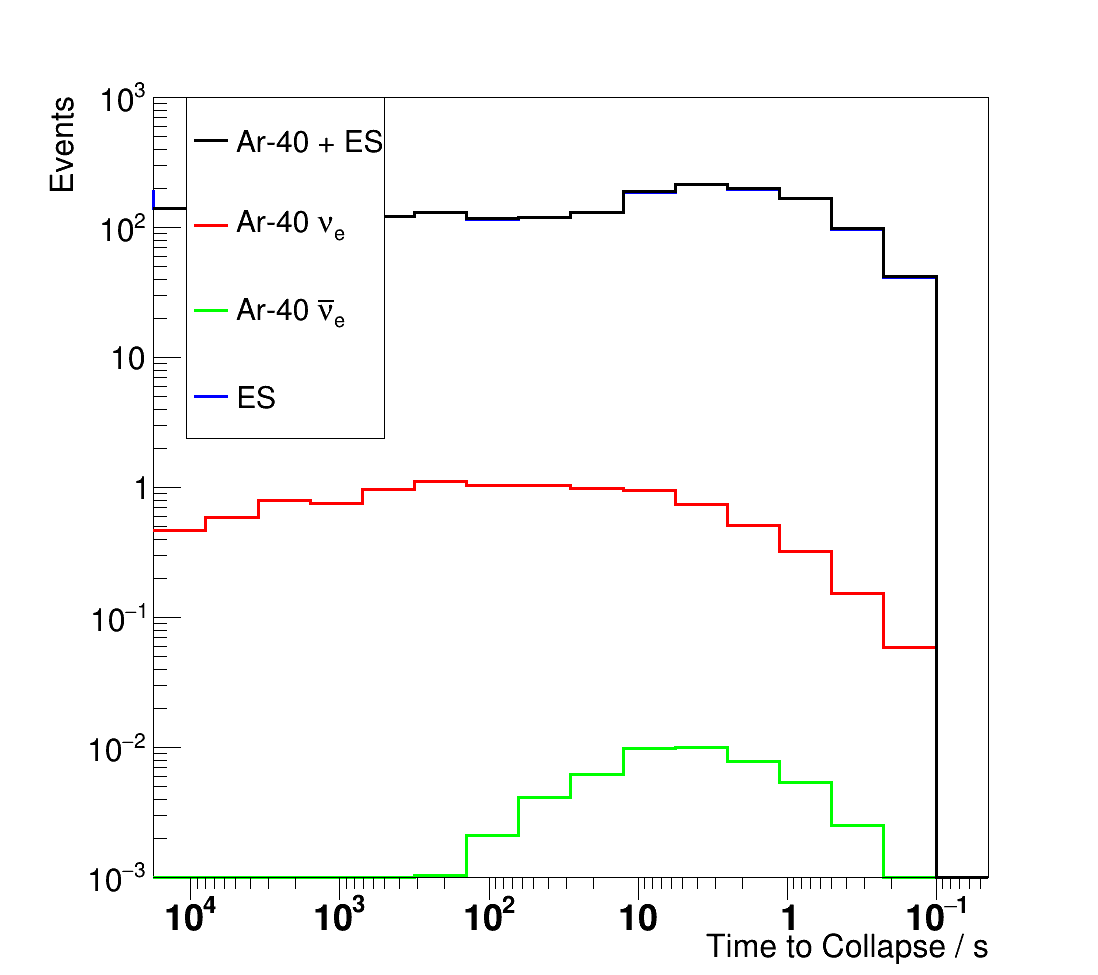 Events
10³
10²
10
1
10⁻¹
10⁻²
10⁻³
Ar-40 + ES
Ar-40 νₑ
Ar-40 ν̅ₑ
ES
10⁴ 10³ 10² 10 1 10⁻¹
Time to Collapse / s